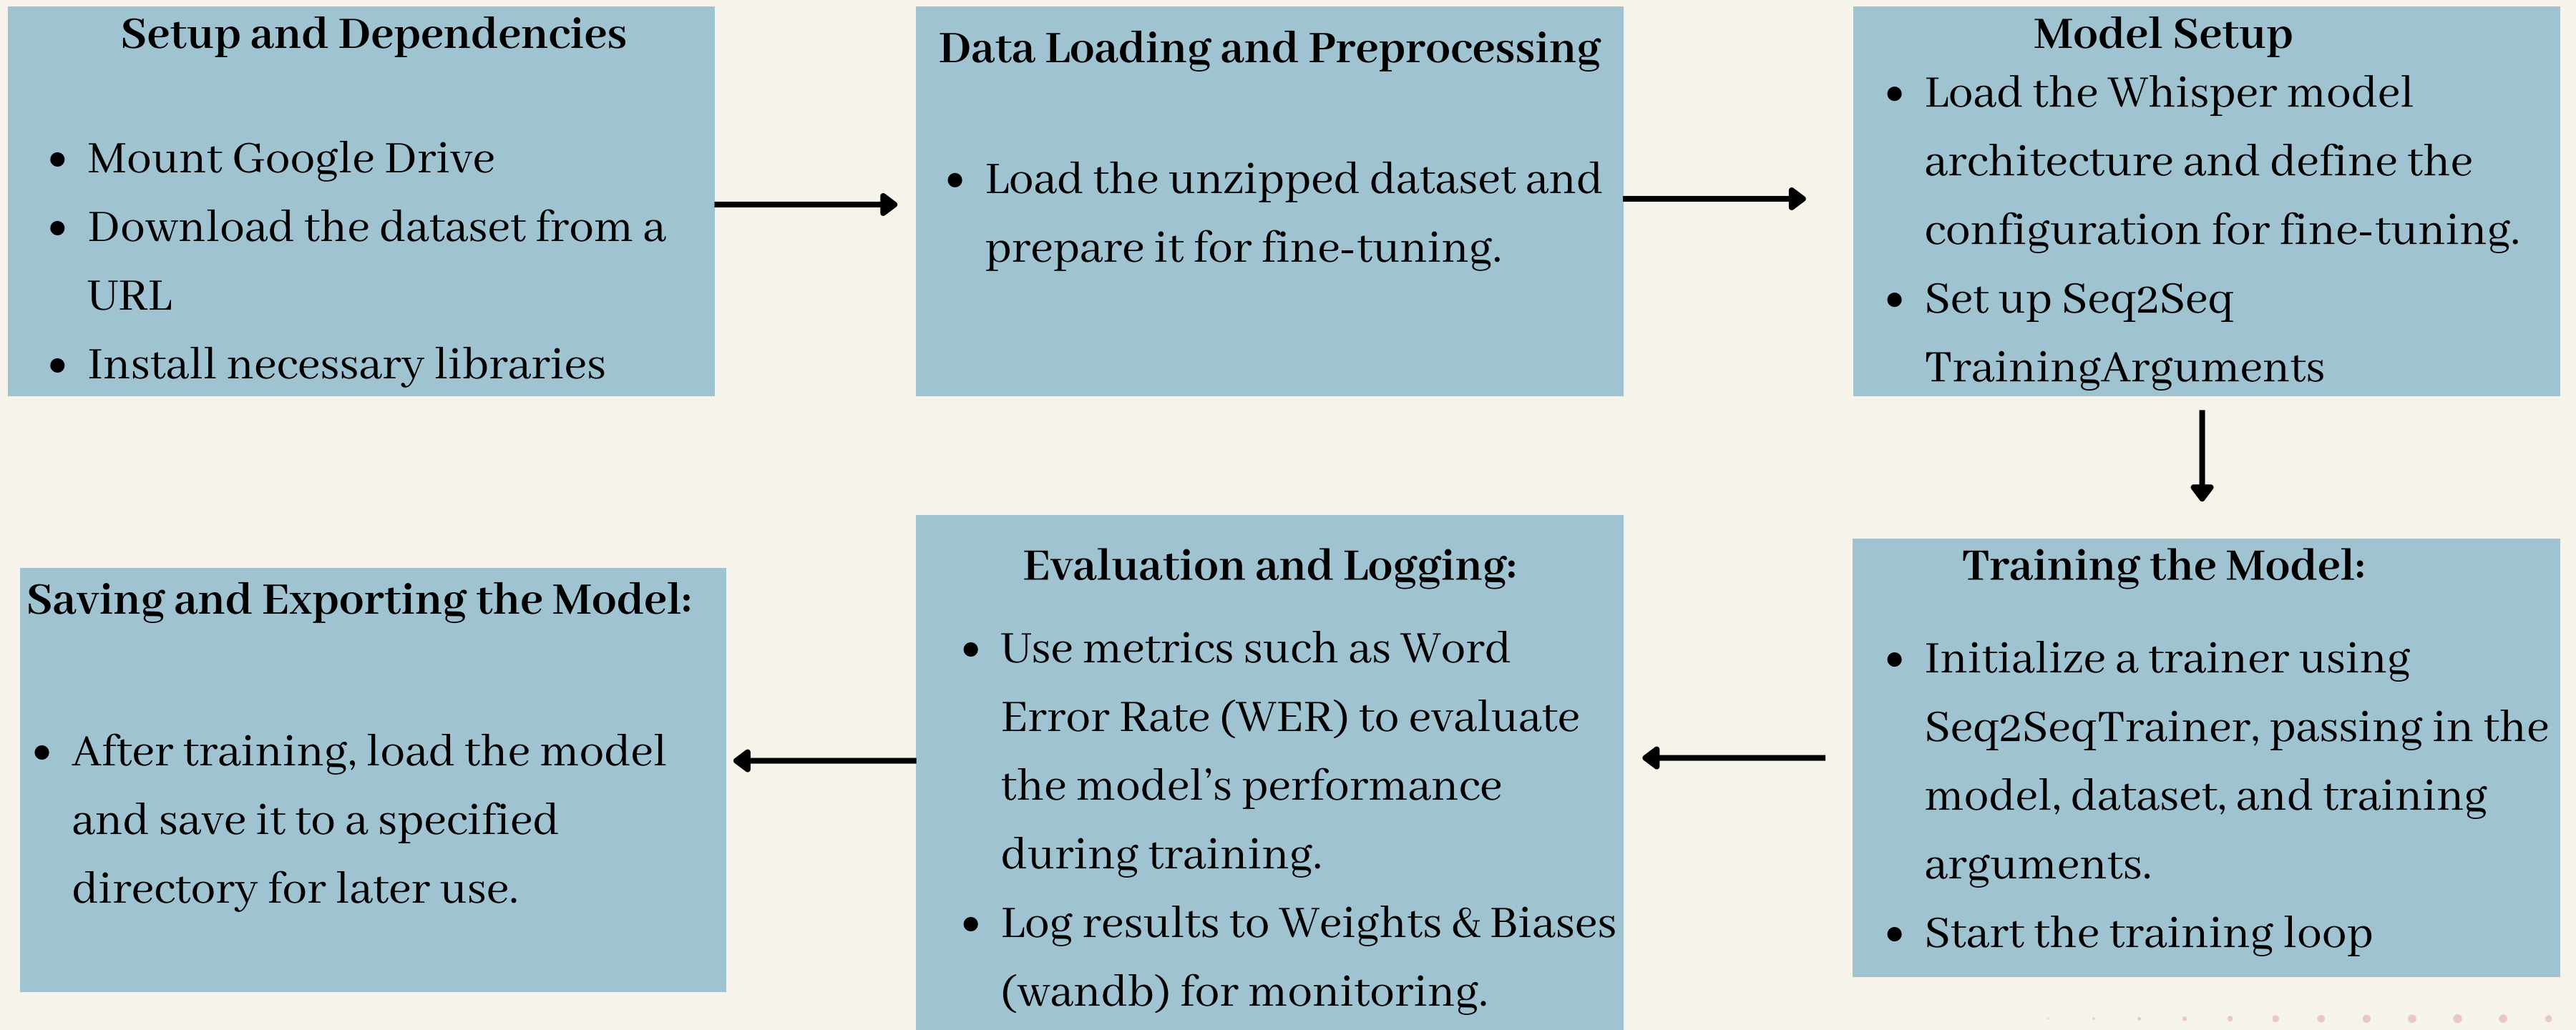 Setup and Dependencies
• Mount Google Drive
• Download the dataset from a
URL
• Install necessary libraries
Data Loading and Preprocessing
• Load the unzipped dataset and
prepare it for fine-tuning.
Model Setup
• Load the Whisper model
architecture and define the
configuration for fine-tuning.
• Set up Seq2Seq
TrainingArguments
Training the Model:
• Initialize a trainer using
Seq2SeqTrainer, passing in the
model, dataset, and training
arguments.
• Start the training loop
Evaluation and Logging:
• Use metrics such as Word
Error Rate (WER) to evaluate
the model’s performance
during training.
• Log results to Weights & Biases
(wandb) for monitoring.
Saving and Exporting the Model:
• After training, load the model
and save it to a specified
directory for later use.